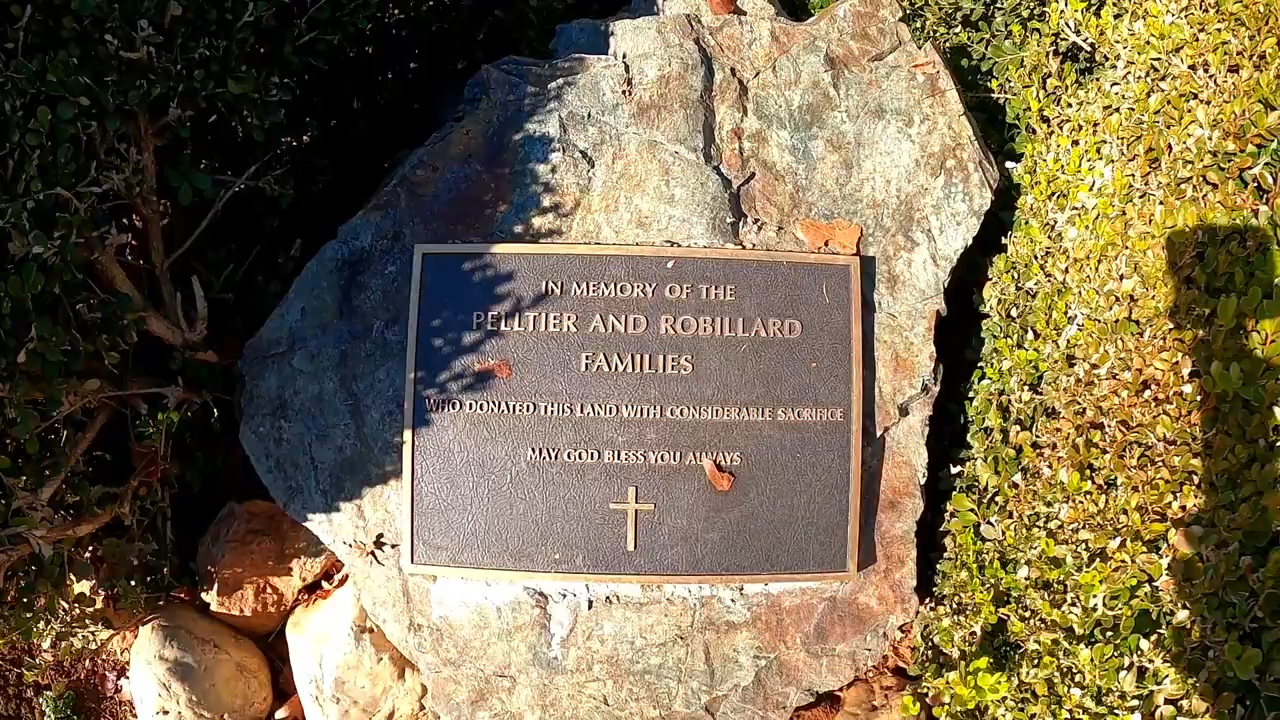 IN MEMORY OF THE
PELLTIER AND ROBILLARD
FAMILIES
WHO DONATED THIS LAND WITH CONSIDERABLE SACRIFICE
MAY GOD BLESS YOU ALWAYS